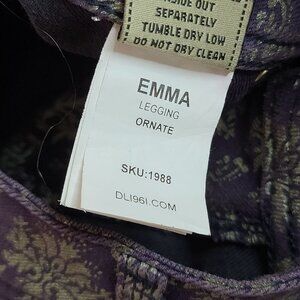 INSIDE OUT
SEPARATELY
TUMBLE DRY LOW
DO NOT DRY CLEAN
EMMA
LEGGING
ORNATE
SKU:1988
DL1961.COM